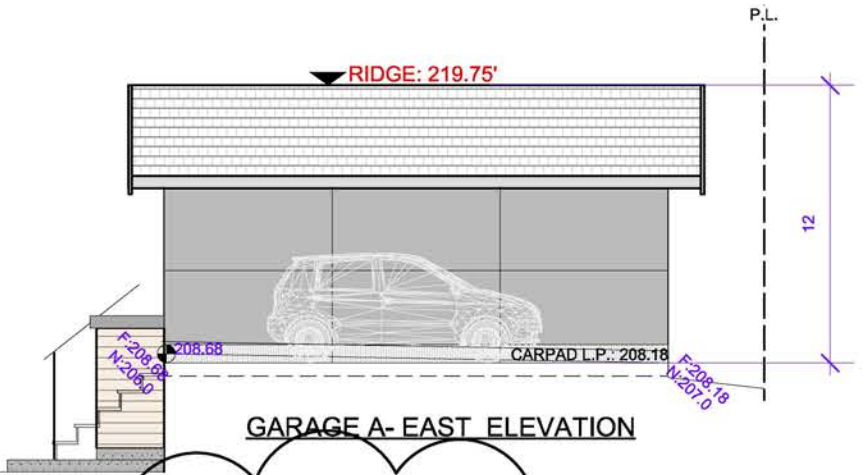 P.L.
RIDGE: 219.75'
12
F:208.68
N:206.0
208.68
CARPAD L.P.: 208.18
F:208.18
N:207.0
GARAGE A- EAST ELEVATION